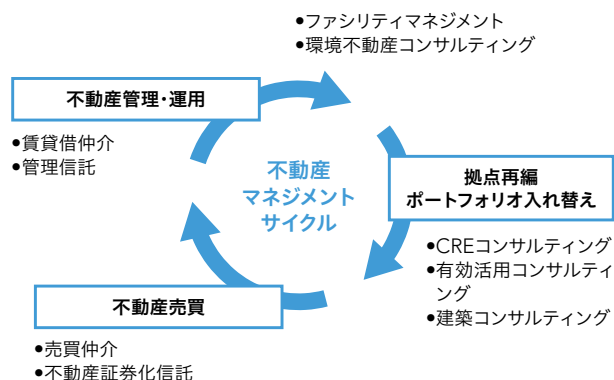 ●ファシリティマネジメント
●環境不動産コンサルティング
不動産管理・運用
●賃貸借仲介
●管理信託
不動産
マネジメント
サイクル
拠点再編
ポートフォリオ入れ替え
●CREコンサルティング
●有効活用コンサルティ
ング
●建築コンサルティング
不動産売買
●売買仲介
●不動産証券化信託